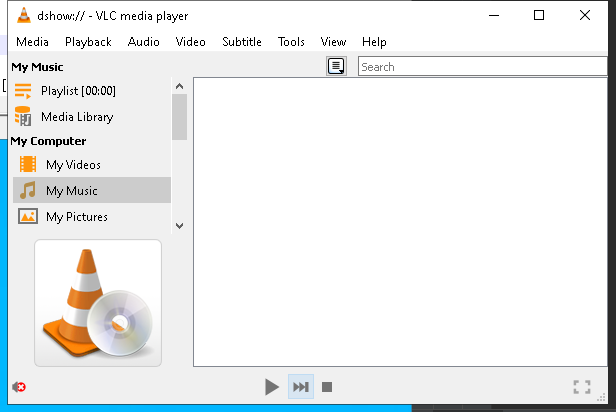 dshow:// - VLC media player
Media Playback Audio Video Subtitle Tools View Help
My Music
Search
Playlist [00:00]
Media Library
My Computer
My Videos
My Music
My Pictures